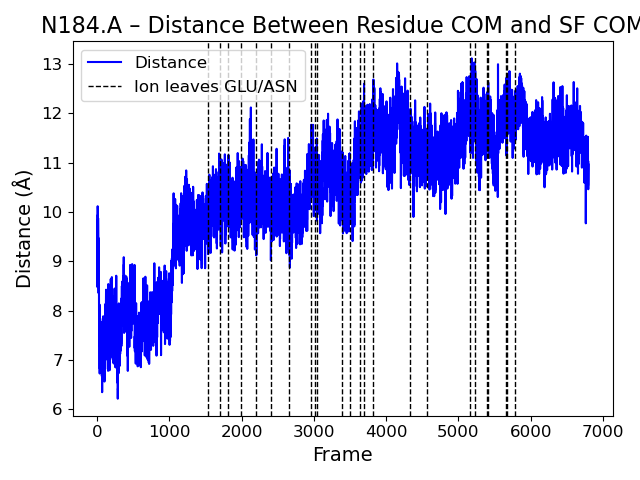 N184.A – Distance Between Residue COM and SF COM
Distance
Ion leaves GLU/ASN
Distance (Å)
13
12
11
10
9
8
7
6
0 1000 2000 3000 4000 5000 6000 7000
Frame